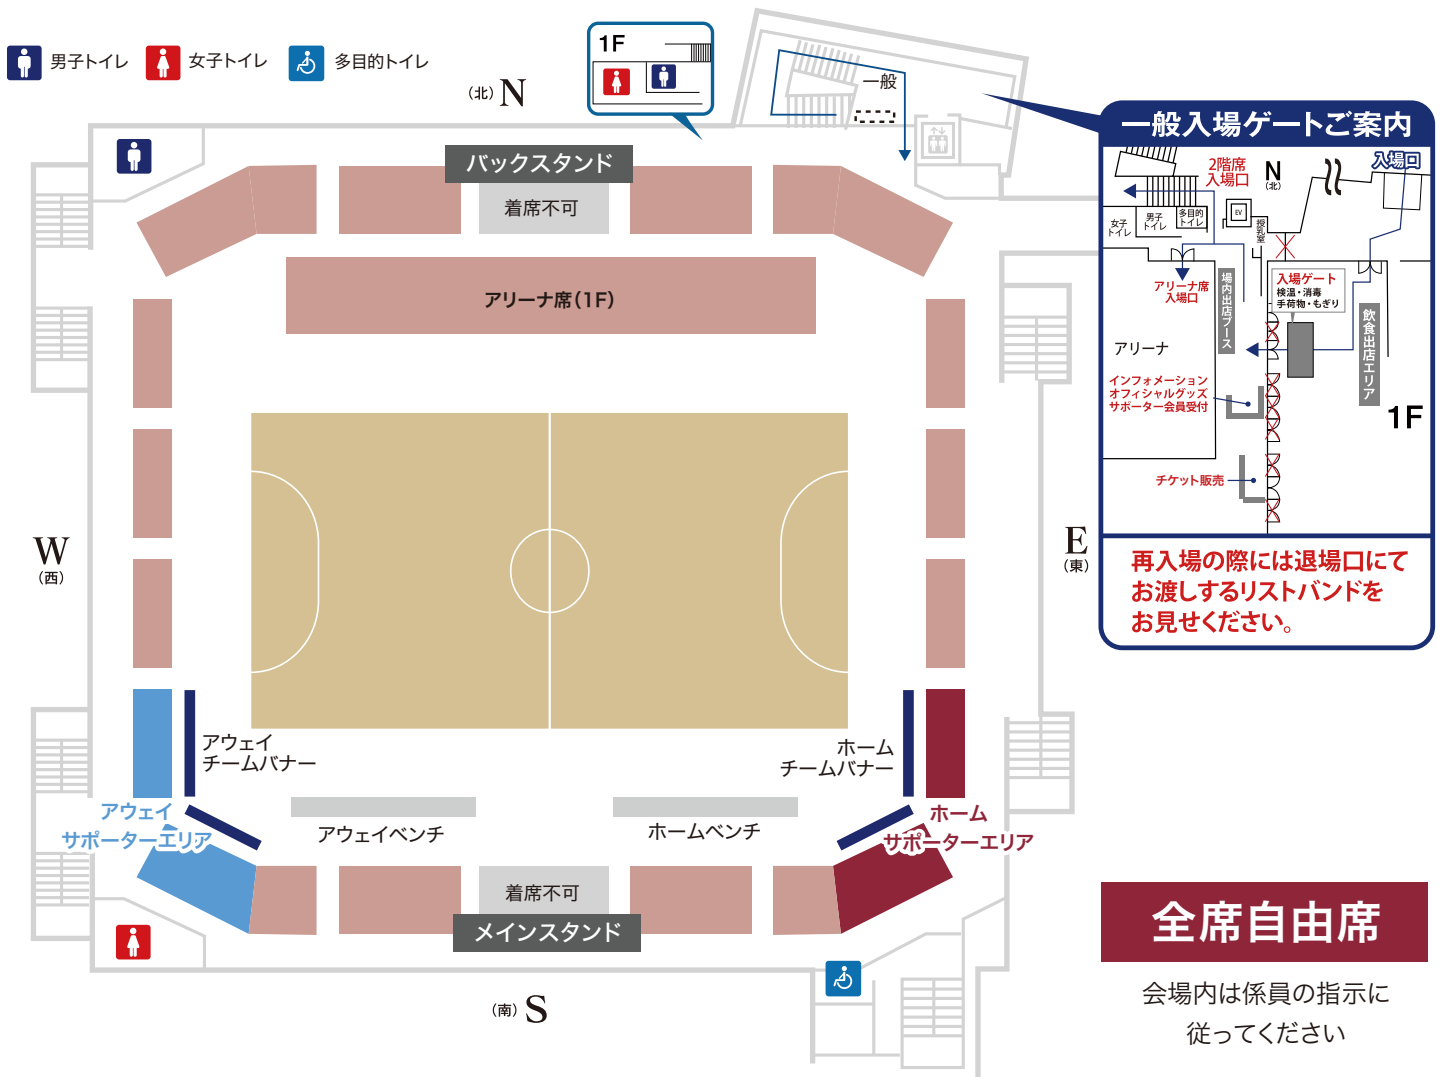 男子トイレ
女子トイレ
多目的トイレ
(北) N
1F
一般
バックスタンド
着席不可
アリーナ席(1F)
W
(西)
E
(東)
アウェイ
チームバナー
ホーム
チームバナー
アウェイ
サポーターエリア
アウェイベンチ
ホームベンチ
ホーム
サポーターエリア
着席不可
メインスタンド
(南) S
一般入場ゲートご案内
2階席
入場口
N
(北)
入場口
女子
トイレ
男子
トイレ
多目的
トイレ
EV
授乳室
アリーナ席
入場口
場内出店ブース
入場ゲート
検温・消毒
手荷物・もぎり
飲食出店エリア
アリーナ
インフォメーション
オフィシャルグッズ
サポーター会員受付
1F
チケット販売
再入場の際には退場口にて
お渡しするリストバンドを
お見せください。
全席自由席
会場内は係員の指示に
従ってください